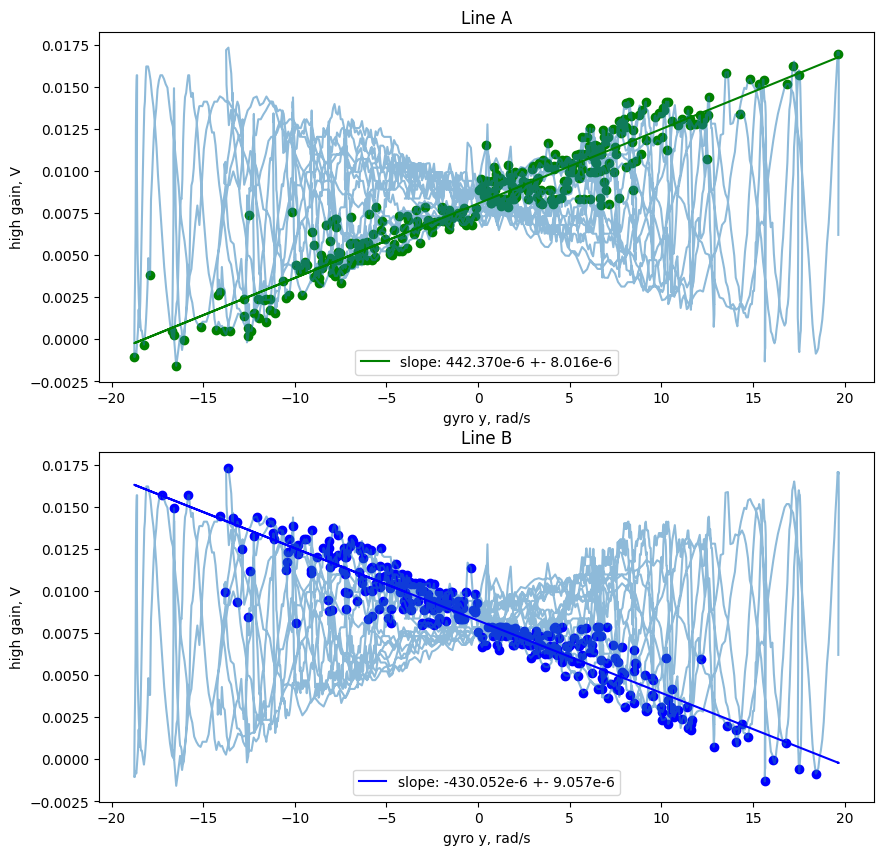 Line A
0.0175
0.0150
0.0125
0.0100
0.0075
0.0050
0.0025
0.0000
−0.0025
high gain, V
slope: 442.370e-6 +- 8.016e-6
−20 −15 −10 −5 0 5 10 15 20
gyro y, rad/s
Line B
0.0175
0.0150
0.0125
0.0100
0.0075
0.0050
0.0025
0.0000
−0.0025
high gain, V
slope: -430.052e-6 +- 9.057e-6
−20 −15 −10 −5 0 5 10 15 20
gyro y, rad/s